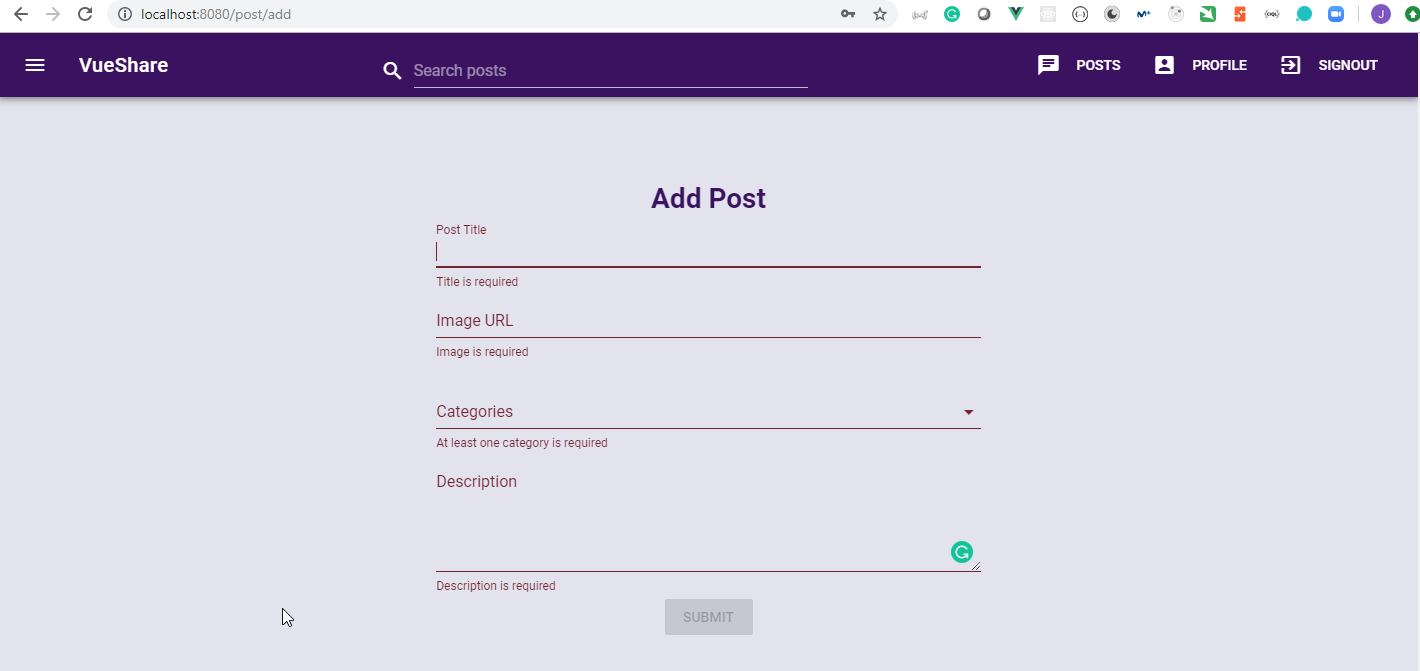 localhost:8080/post/add
J
VueShare
Search posts
POSTS
PROFILE
SIGNOUT
Add Post
Post Title
Title is required
Image URL
Image is required
Categories
At least one category is required
Description
Description is required
SUBMIT